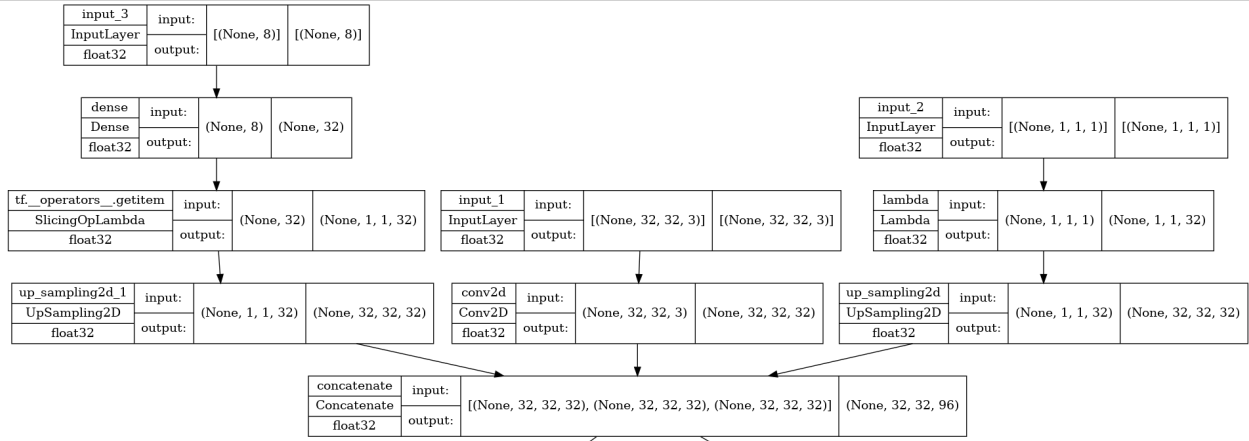 input_3
InputLayer
float32
input:
output:
[(None, 8)]
[(None, 8)]
dense
Dense
float32
input:
output:
(None, 8)
(None, 32)
input_2
InputLayer
float32
input:
output:
[(None, 1, 1, 1)]
[(None, 1, 1, 1)]
tf.__operators__.getitem
SlicingOpLambda
float32
input:
output:
(None, 32)
(None, 1, 1, 32)
input_1
InputLayer
float32
input:
output:
[(None, 32, 32, 3)]
[(None, 32, 32, 3)]
lambda
Lambda
float32
input:
output:
(None, 1, 1, 1)
(None, 1, 1, 32)
up_sampling2d_1
UpSampling2D
float32
input:
output:
(None, 1, 1, 32)
(None, 32, 32, 32)
conv2d
Conv2D
float32
input:
output:
(None, 32, 32, 3)
(None, 32, 32, 32)
up_sampling2d
UpSampling2D
float32
input:
output:
(None, 1, 1, 32)
(None, 32, 32, 32)
concatenate
Concatenate
float32
input:
output:
[(None, 32, 32, 32), (None, 32, 32, 32), (None, 32, 32, 32)]
(None, 32, 32, 96)